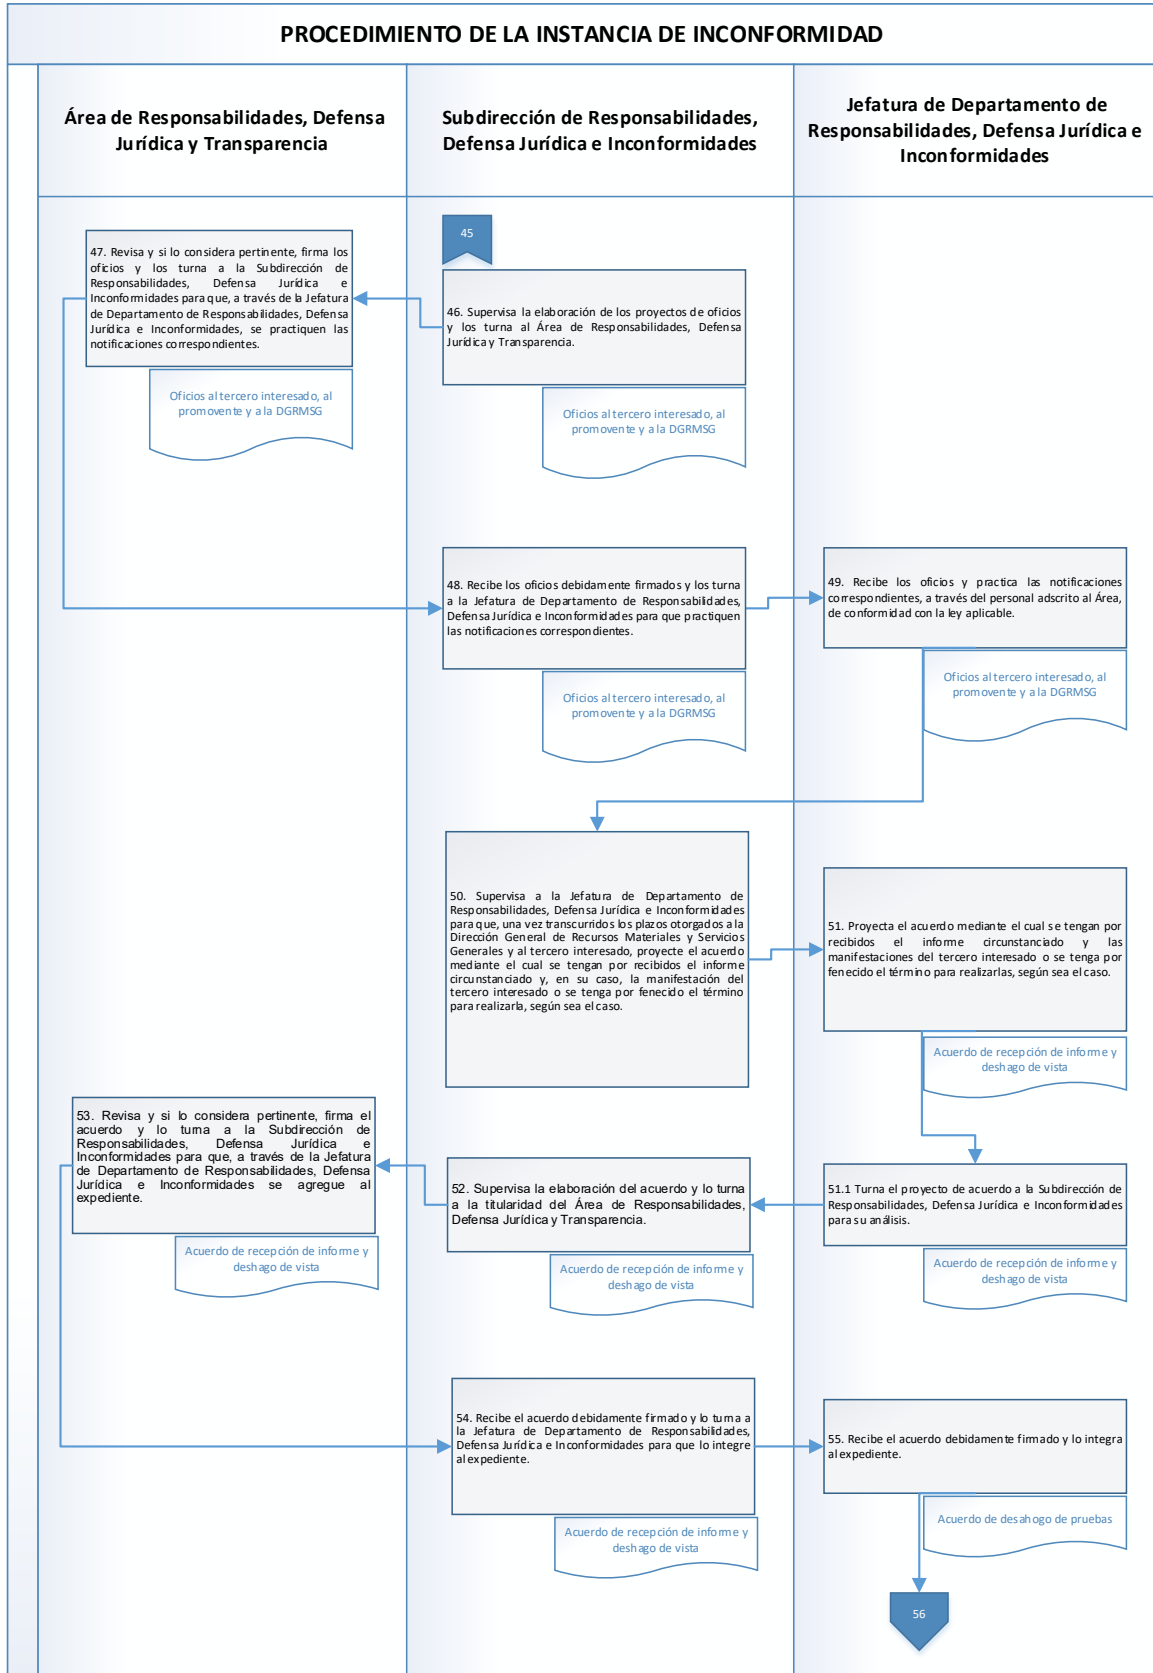 PROCEDIMIENTO DE LA INSTANCIA DE INCONFORMIDAD
Área de Responsabilidades, Defensa
Jurídica y Transparencia
Subdirección de Responsabilidades,
Defensa Jurídica e Inconformidades
Jefatura de Departamento de
Responsabilidades, Defensa Jurídica e
Inconformidades
45
47. Revisa y si lo considera pertinente, firma los
oficios y los turna a la Subdirección de
Responsabilidades, Defensa Jurídica e
Inconformidades para que, a través de la Jefatura
de Departamento de Responsabilidades, Defensa
Jurídica e Inconformidades, se practiquen las
notificaciones correspondientes.
Oficios al tercero interesado, al
promovente y a la DGRMSG
46. Supervisa la elaboración de los proyectos de oficios
y los turna al Área de Responsabilidades, Defensa
Jurídica y Transparencia.
Oficios al tercero interesado, al
promovente y a la DGRMSG
48. Recibe los oficios debidamente firmados y los turna
a la Jefatura de Departamento de Responsabilidades,
Defensa Jurídica e Inconformidades para que practiquen
las notificaciones correspondientes.
Oficios al tercero interesado, al
promovente y a la DGRMSG
49. Recibe los oficios y practica las notificaciones
correspondientes, a través del personal adscrito al Área,
de conformidad con la ley aplicable.
Oficios al tercero interesado, al
promovente y a la DGRMSG
50. Supervisa a la Jefatura de Departamento de
Responsabilidades, Defensa Jurídica e Inconformidades
para que, una vez transcurridos los plazos otorgados a la
Dirección General de Recursos Materiales y Servicios
Generales y al tercero interesado, proyecte el acuerdo
mediante el cual se tengan por recibidos el informe
circunstanciado y, en su caso, la manifestación del
tercero interesado o se tenga por fenecido el término
para realizarla, según sea el caso.
51. Proyecta el acuerdo mediante el cual se tengan por
recibidos el informe circunstanciado y las
manifestaciones del tercero interesado o se tenga por
fenecido el término para realizarlas, según sea el caso.
Acuerdo de recepción de informe y
deshago de vista
53. Revisa y si lo considera pertinente, firma el
acuerdo y lo turna a la Subdirección de
Responsabilidades, Defensa Jurídica e
Inconformidades para que, a través de la Jefatura
de Departamento de Responsabilidades, Defensa
Jurídica e Inconformidades se agregue al
expediente.
Acuerdo de recepción de informe y
deshago de vista
52. Supervisa la elaboración del acuerdo y lo turna
a la titularidad del Área de Responsabilidades,
Defensa Jurídica y Transparencia.
Acuerdo de recepción de informe y
deshago de vista
51.1 Turna el proyecto de acuerdo a la Subdirección de
Responsabilidades, Defensa Jurídica e Inconformidades
para su análisis.
Acuerdo de recepción de informe y
deshago de vista
54. Recibe el acuerdo debidamente firmado y lo turna a
la Jefatura de Departamento de Responsabilidades,
Defensa Jurídica e Inconformidades para que lo integre
al expediente.
Acuerdo de recepción de informe y
deshago de vista
55. Recibe el acuerdo debidamente firmado y lo integra
al expediente.
Acuerdo de desahogo de pruebas
56